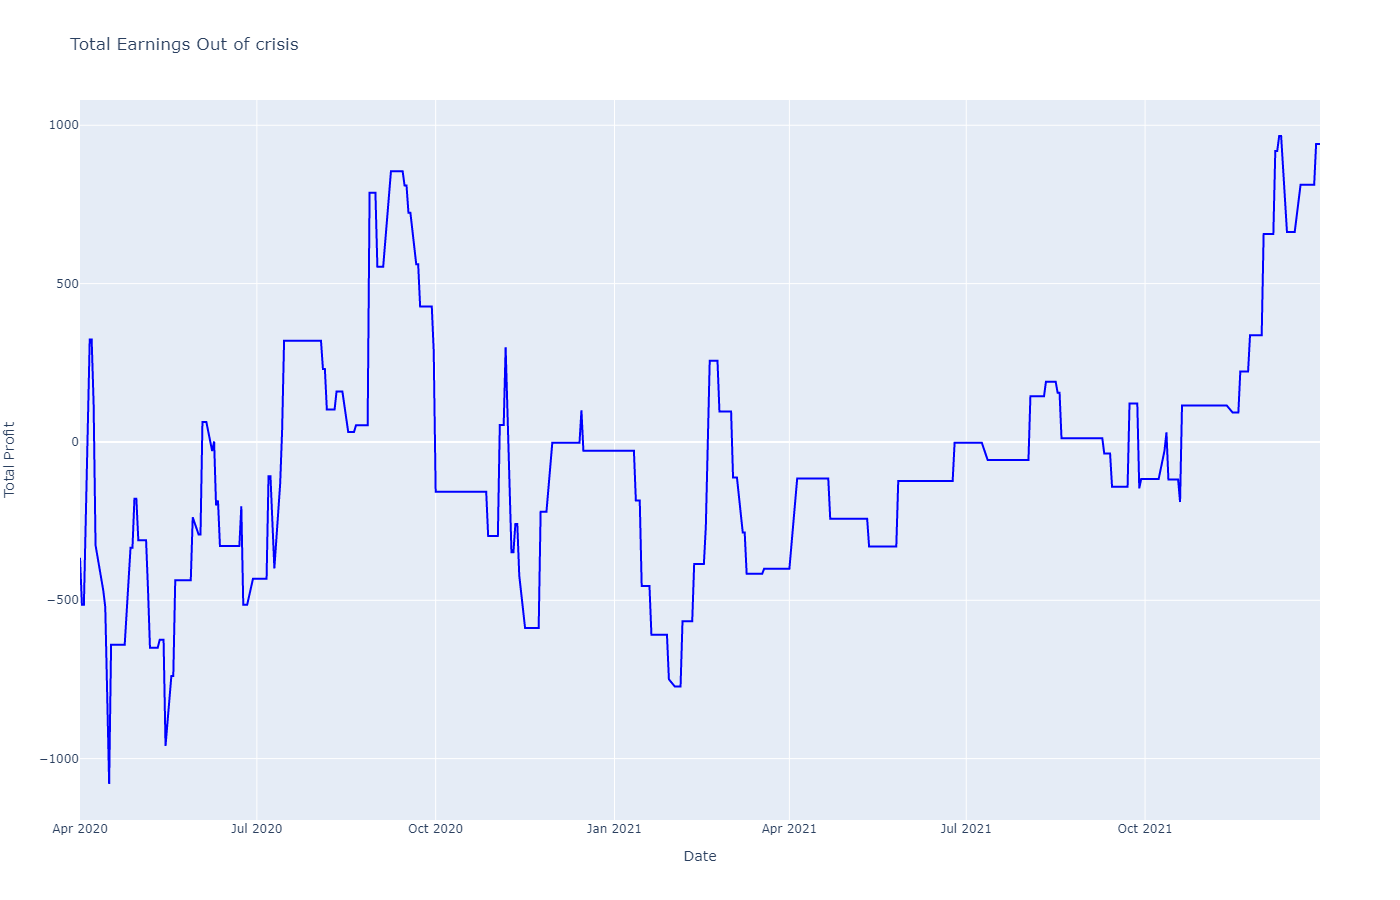 Total Earnings Out of crisis
Total Profit
1000
500
0
−500
−1000
Apr 2020
Jul 2020
Oct 2020
Jan 2021
Apr 2021
Jul 2021
Oct 2021
Date